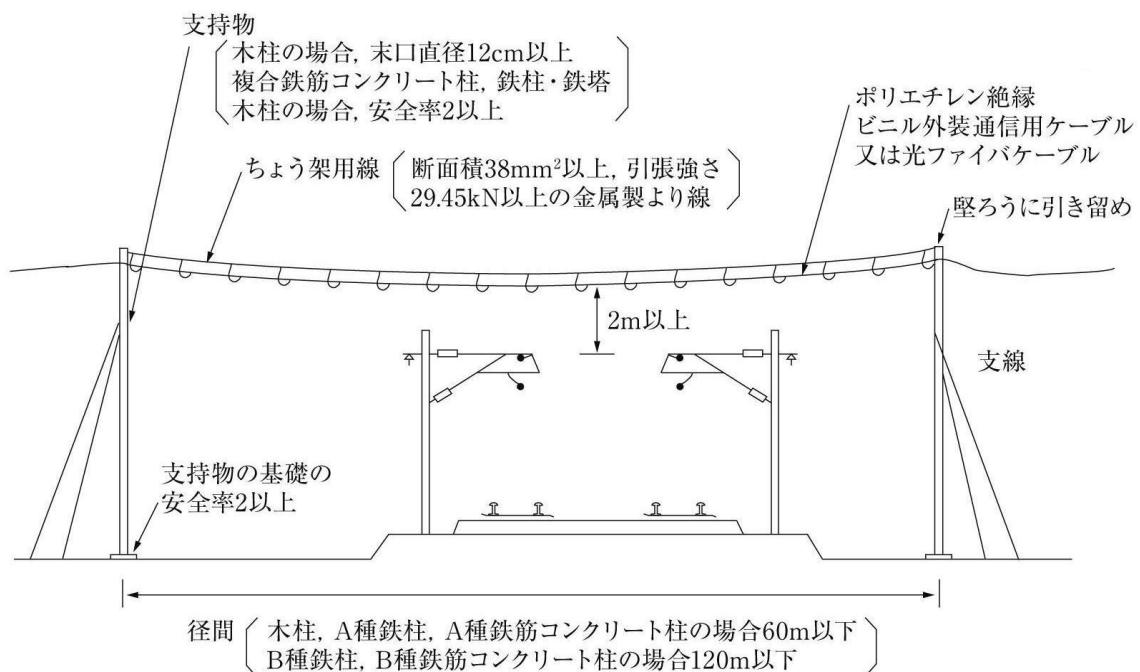 支持物
木柱の場合, 末口直径12cm以上
複合鉄筋コンクリート柱, 鉄柱・鉄塔
木柱の場合, 安全率2以上
ポリエチレン絶縁
ビニル外装通信用ケーブル
又は光ファイバケーブル
ちょう架用線
断面積38mm²以上, 引張強さ
29.45kN以上の金属製より線
堅ろうに引き留め
2m以上
支線
支持物の基礎の
安全率2以上
径間
木柱, A種鉄柱, A種鉄筋コンクリート柱の場合60m以下
B種鉄柱, B種鉄筋コンクリート柱の場合120m以下